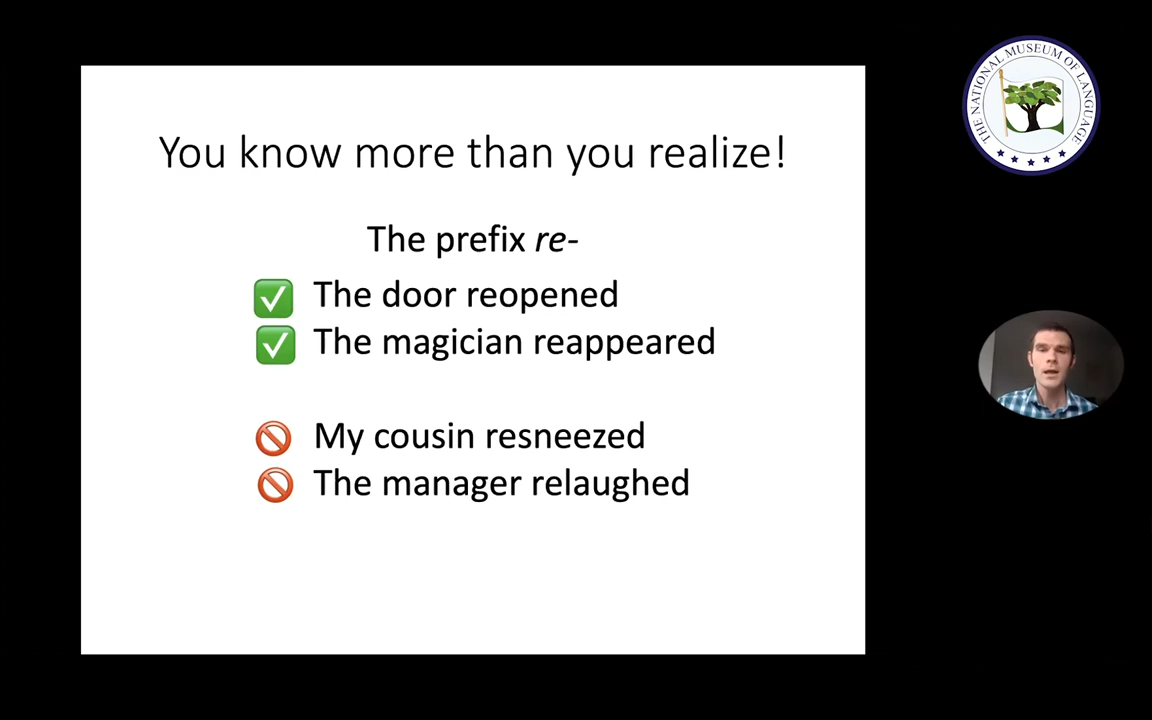 You know more than you realize!
The prefix re-
The door reopened
The magician reappeared
My cousin resneezed
The manager relaughed
THE NATIONAL MUSEUM OF LANGUAGE